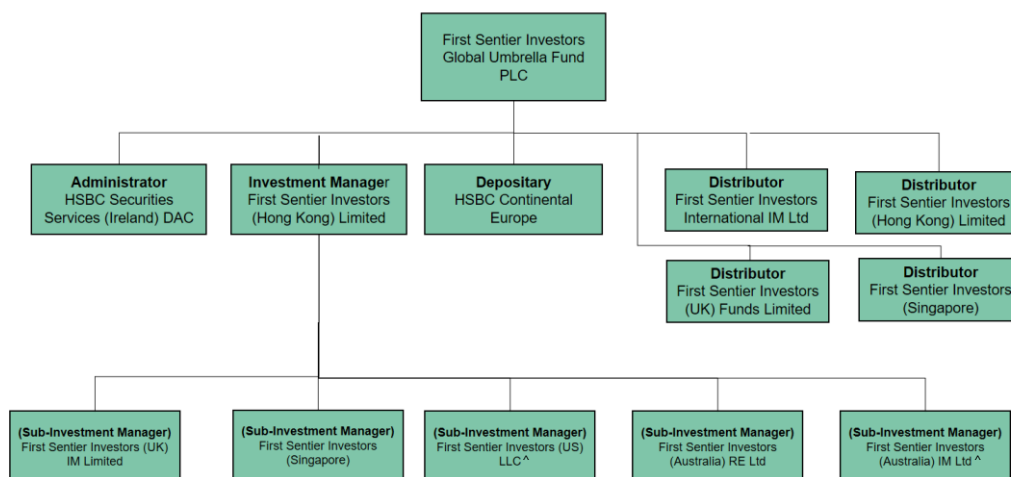 First Sentier Investors
Global Umbrella Fund
PLC
Administrator
HSBC Securities
Services (Ireland) DAC
Investment Manager
First Sentier Investors
(Hong Kong) Limited
Depositary
HSBC Continental
Europe
Distributor
First Sentier Investors
International IM Ltd
Distributor
First Sentier Investors
(Hong Kong) Limited
Distributor
First Sentier Investors
(UK) Funds Limited
Distributor
First Sentier Investors
(Singapore)
(Sub-Investment Manager)
First Sentier Investors (UK)
IM Limited
(Sub-Investment Manager)
First Sentier Investors
(Singapore)
(Sub-Investment Manager)
First Sentier Investors (US)
LLC ^
(Sub-Investment Manager)
First Sentier Investors
(Australia) RE Ltd
(Sub-Investment Manager)
First Sentier Investors
(Australia) IM Ltd ^